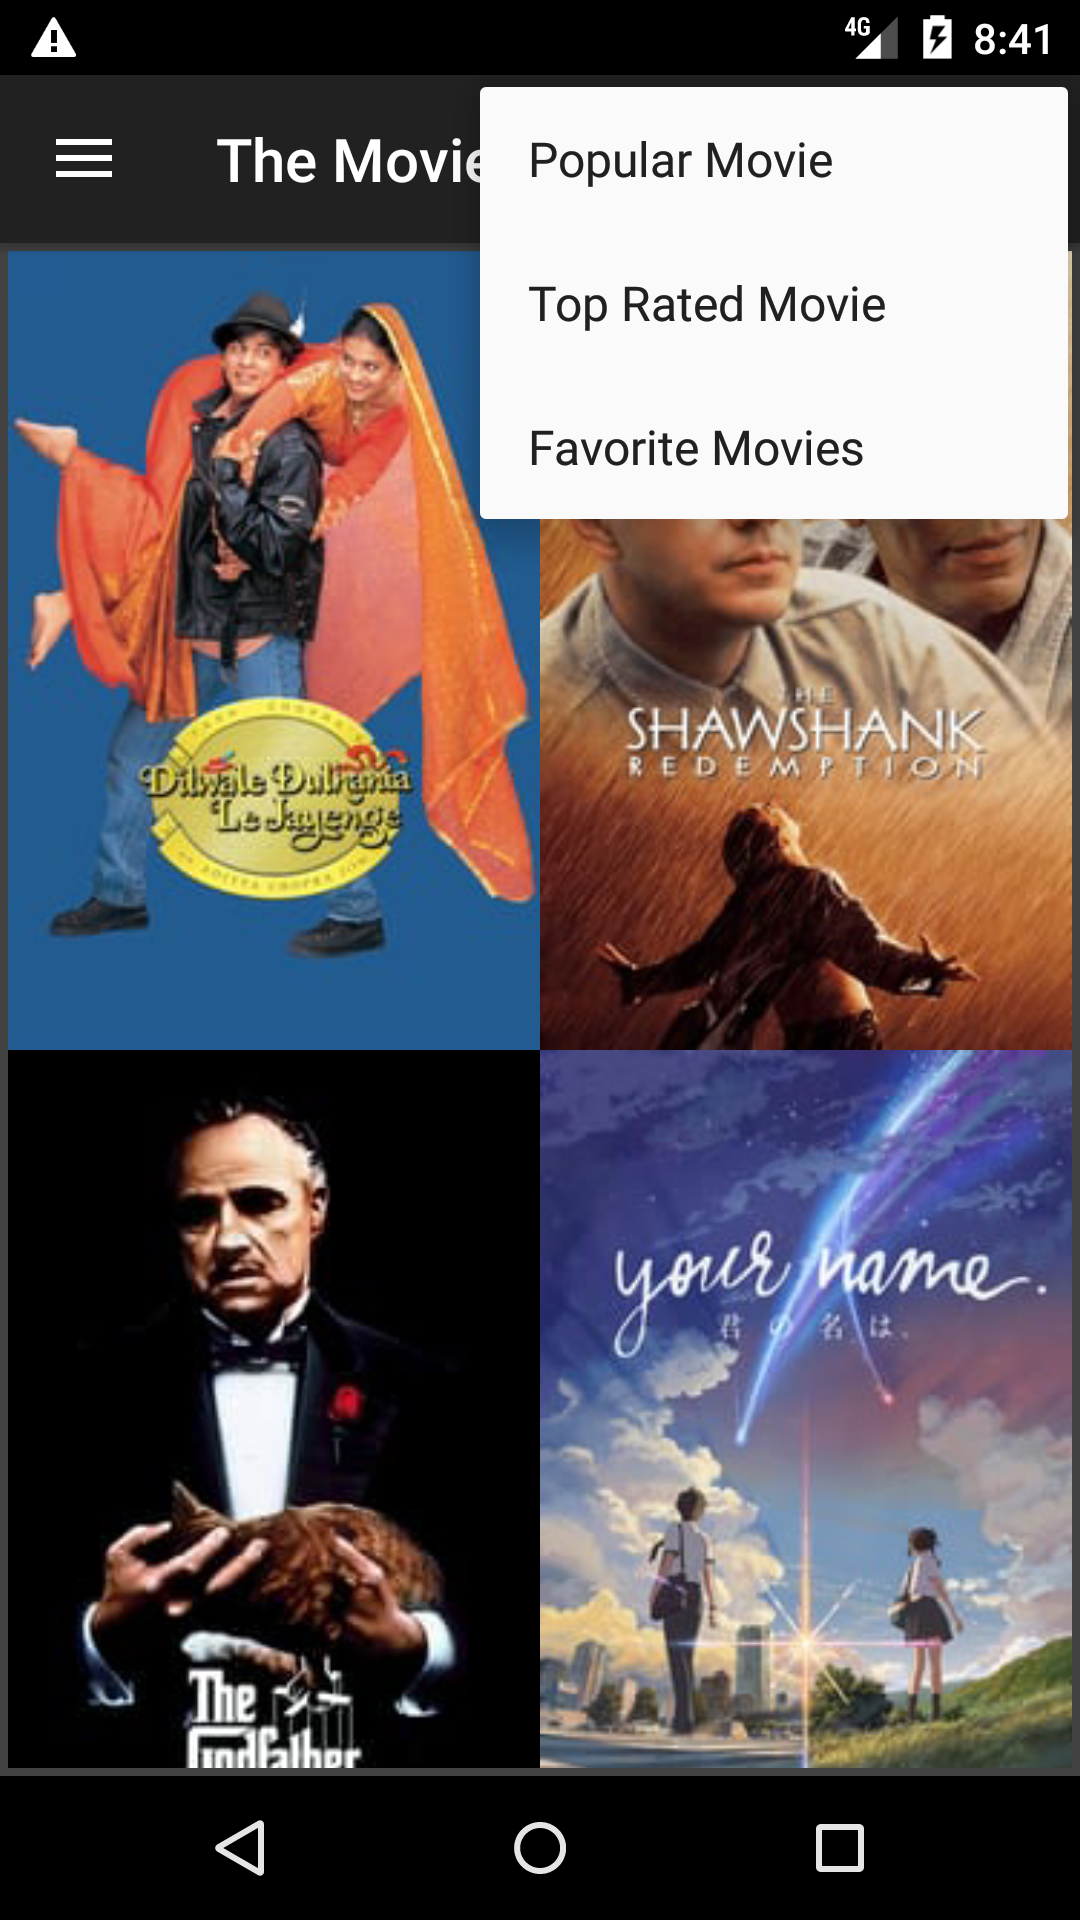 4G 8:41
The Movie
Popular Movie
Top Rated Movie
Favorite Movies
Dilwale Dulhania
Le Jayenge
THE
SHAWSHANK
REDEMPTION
your name.
君の名は。
The
Godfather